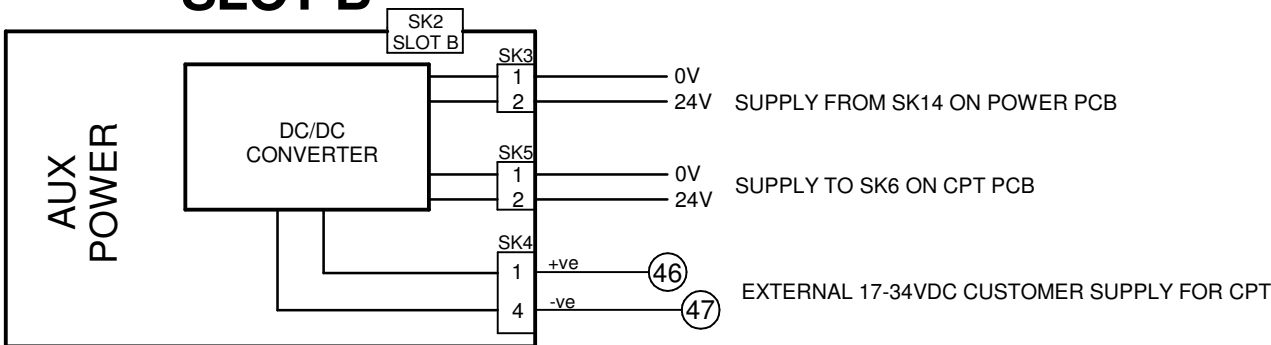 SLOT B
SK2
SLOT B
AUX
POWER
DC/DC
CONVERTER
SK3
1
2
0V
24V
SUPPLY FROM SK14 ON POWER PCB
SK5
1
2
0V
24V
SUPPLY TO SK6 ON CPT PCB
SK4
1
+ve
46
4
-ve
47
EXTERNAL 17-34VDC CUSTOMER SUPPLY FOR CPT